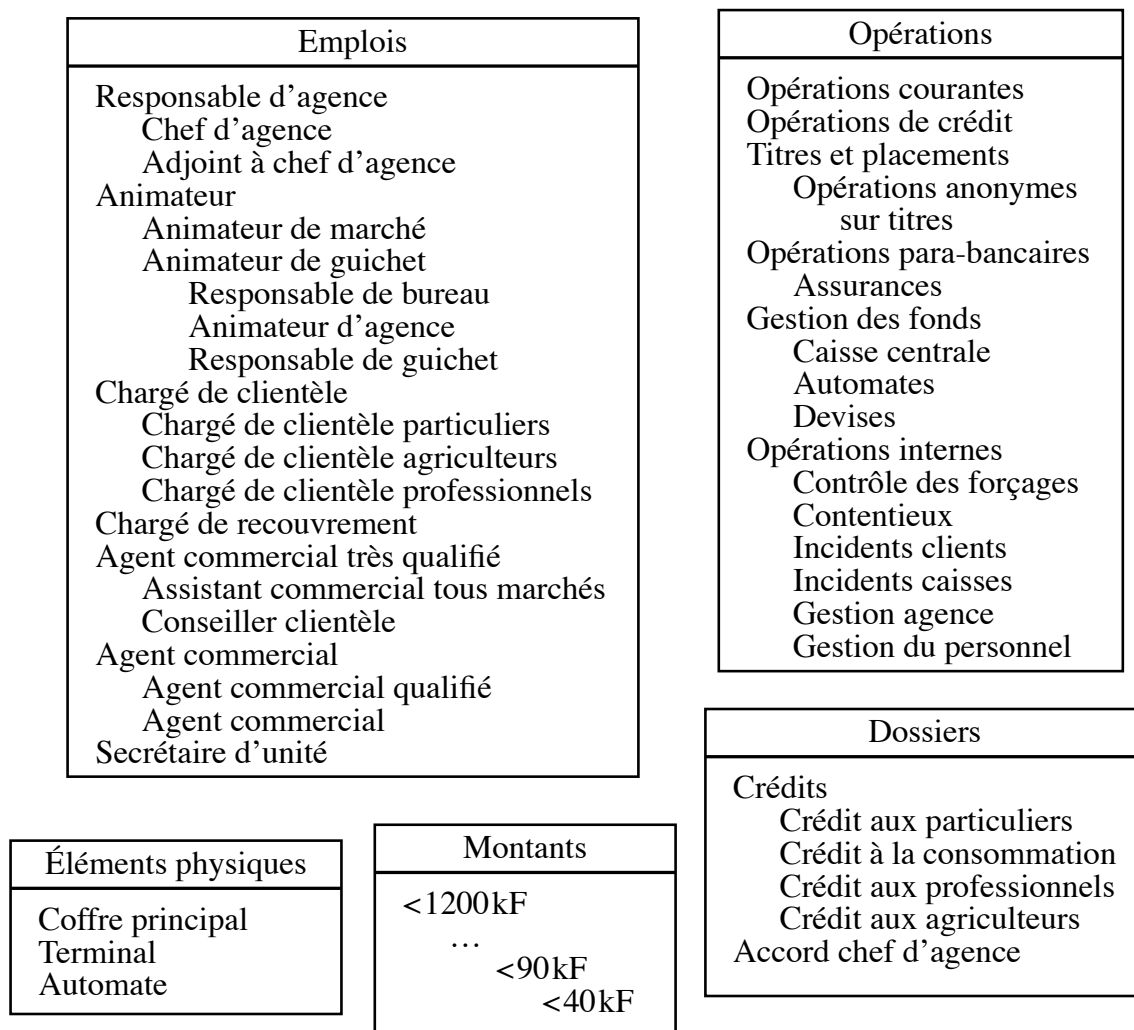 Emplois
Responsable d'agence
Chef d'agence
Adjoint à chef d'agence
Animateur
Animateur de marché
Animateur de guichet
Responsable de bureau
Animateur d'agence
Responsable de guichet
Chargé de clientèle
Chargé de clientèle particuliers
Chargé de clientèle agriculteurs
Chargé de clientèle professionnels
Chargé de recouvrement
Agent commercial très qualifié
Assistant commercial tous marchés
Conseiller clientèle
Agent commercial
Agent commercial qualifié
Agent commercial
Secrétaire d'unité
Opérations
Opérations courantes
Opérations de crédit
Titres et placements
Opérations anonymes
sur titres
Opérations para-bancaires
Assurances
Gestion des fonds
Caisse centrale
Automates
Devises
Opérations internes
Contrôle des forçages
Contentieux
Incidents clients
Incidents caisses
Gestion agence
Gestion du personnel
Éléments physiques
Coffre principal
Terminal
Automate
Montants
<1200kF
…
<90kF
<40kF
Dossiers
Crédits
Crédit aux particuliers
Crédit à la consommation
Crédit aux professionnels
Crédit aux agriculteurs
Accord chef d'agence